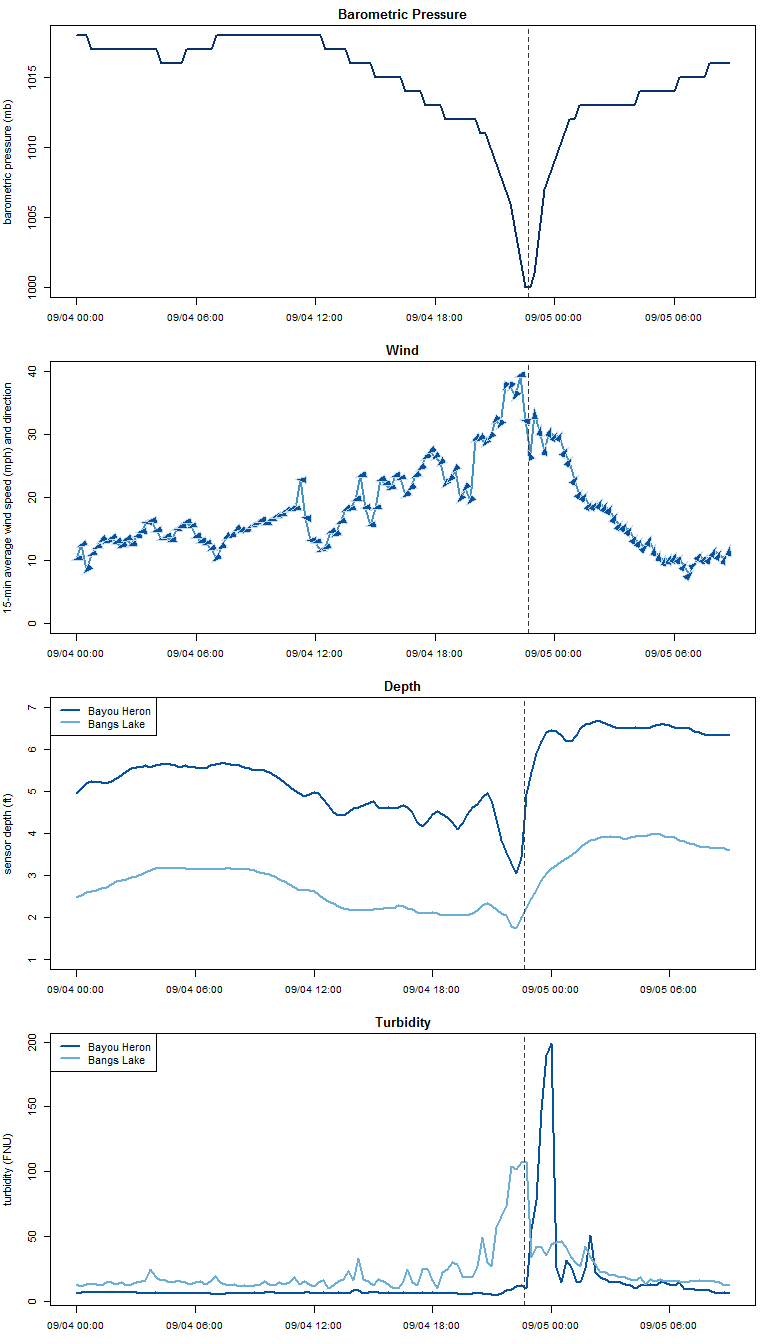 Barometric Pressure
barometric pressure (mb)
1015
1010
1005
1000
09/04 00:00 09/04 06:00 09/04 12:00 09/04 18:00 09/05 00:00 09/05 06:00
Wind
15-min average wind speed (mph) and direction
40
30
20
10
0
09/04 00:00 09/04 06:00 09/04 12:00 09/04 18:00 09/05 00:00 09/05 06:00
Depth
Bayou Heron
Bangs Lake
sensor depth (ft)
7
6
5
4
3
2
1
09/04 00:00 09/04 06:00 09/04 12:00 09/04 18:00 09/05 00:00 09/05 06:00
Turbidity
Bayou Heron
Bangs Lake
turbidity (FNU)
200
150
100
50
0
09/04 00:00 09/04 06:00 09/04 12:00 09/04 18:00 09/05 00:00 09/05 06:00